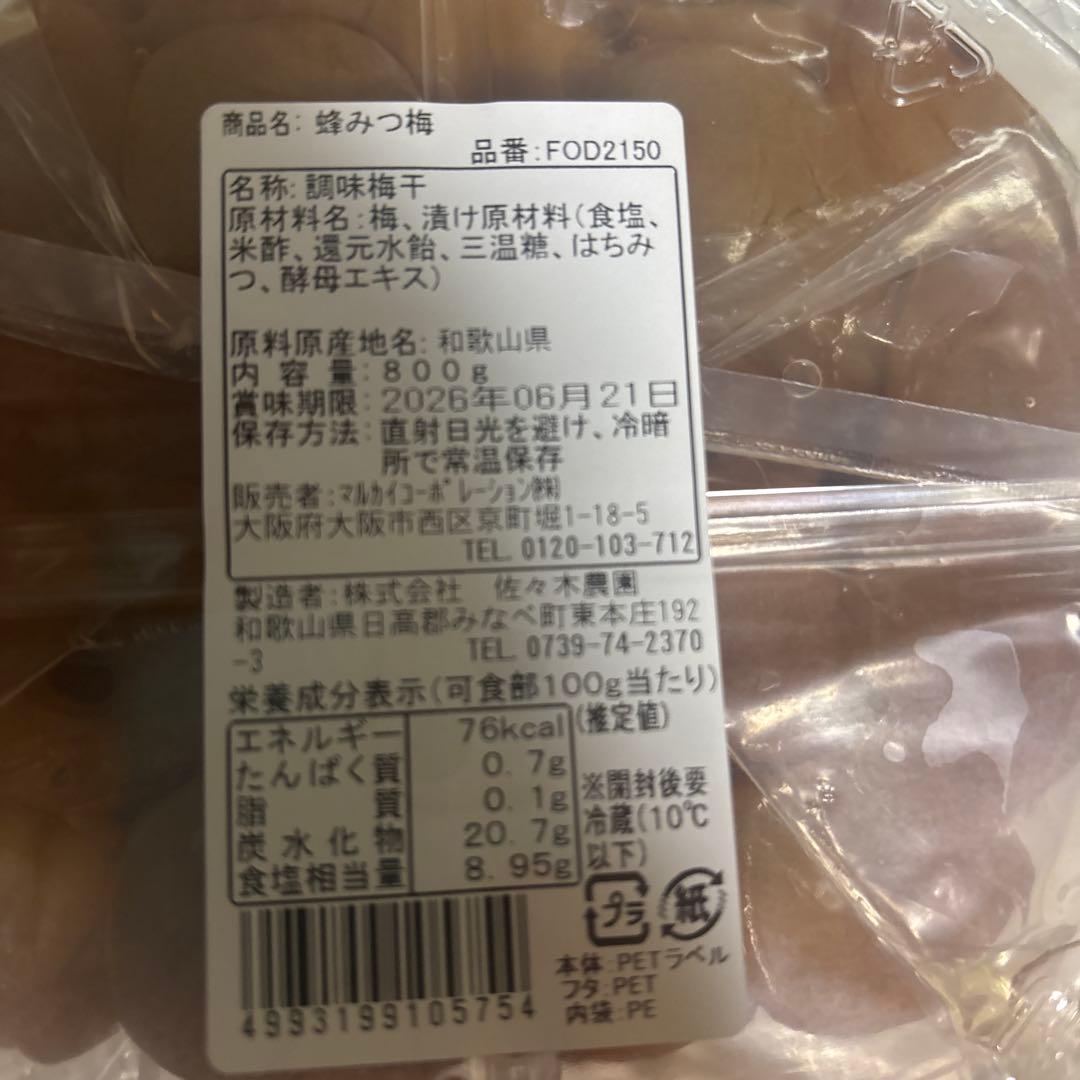 商品名: 蜂みつ梅
品番:FOD2150
名称: 調味梅干
原材料名:梅、漬け原材料(食塩、
米酢、還元水飴、三温糖、はちみ
つ、酵母エキス)
原料原産地名: 和歌山県
内容量:800g
賞味期限:2026年06月21日
保存方法:直射日光を避け、冷暗
所で常温保存
販売者:マルカイコーポレーション㈱
大阪府大阪市西区京町堀1-18-5
TEL. 0120-103-712
製造者:株式会社 佐々木農園
和歌山県日高郡みなべ町東本庄192
-3
TEL. 0739-74-2370
栄養成分表示(可食部100g当たり)
(推定値)
エネルギー 76kcal
たんぱく質 0.7g
脂質 0.1g
炭水化物 20.7g
食塩相当量 8.95g
※開封後要
冷蔵(10℃
以下)
プラ
紙
本体:PETラベル
フタ:PET
内袋:PE
4993199105754